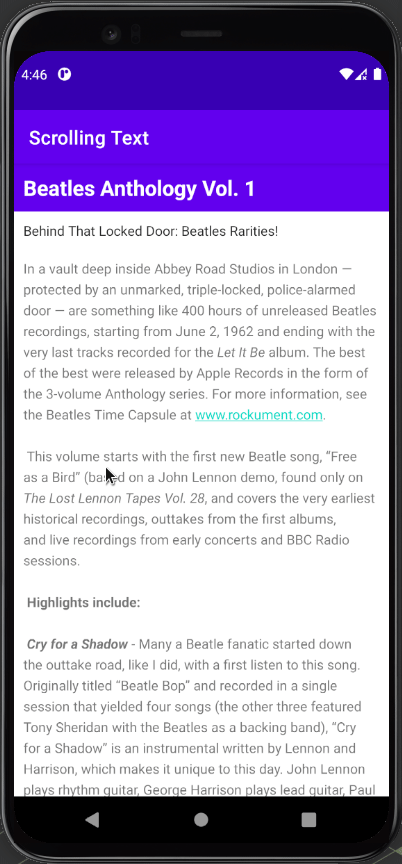 4:46
Scrolling Text
Beatles Anthology Vol. 1
Behind That Locked Door: Beatles Rarities!
In a vault deep inside Abbey Road Studios in London —
protected by an unmarked, triple-locked, police-alarmed
door — are something like 400 hours of unreleased Beatles
recordings, starting from June 2, 1962 and ending with the
very last tracks recorded for the Let It Be album. The best
of the best were released by Apple Records in the form of
the 3-volume Anthology series. For more information, see
the Beatles Time Capsule at www.rockument.com.
This volume starts with the first new Beatle song, “Free
as a Bird” (based on a John Lennon demo, found only on
The Lost Lennon Tapes Vol. 28, and covers the very earliest
historical recordings, outtakes from the first albums,
and live recordings from early concerts and BBC Radio
sessions.
Highlights include:
Cry for a Shadow - Many a Beatle fanatic started down
the outtake road, like I did, with a first listen to this song.
Originally titled “Beatle Bop” and recorded in a single
session that yielded four songs (the other three featured
Tony Sheridan with the Beatles as a backing band), “Cry
for a Shadow” is an instrumental written by Lennon and
Harrison, which makes it unique to this day. John Lennon
plays rhythm guitar, George Harrison plays lead guitar, Paul